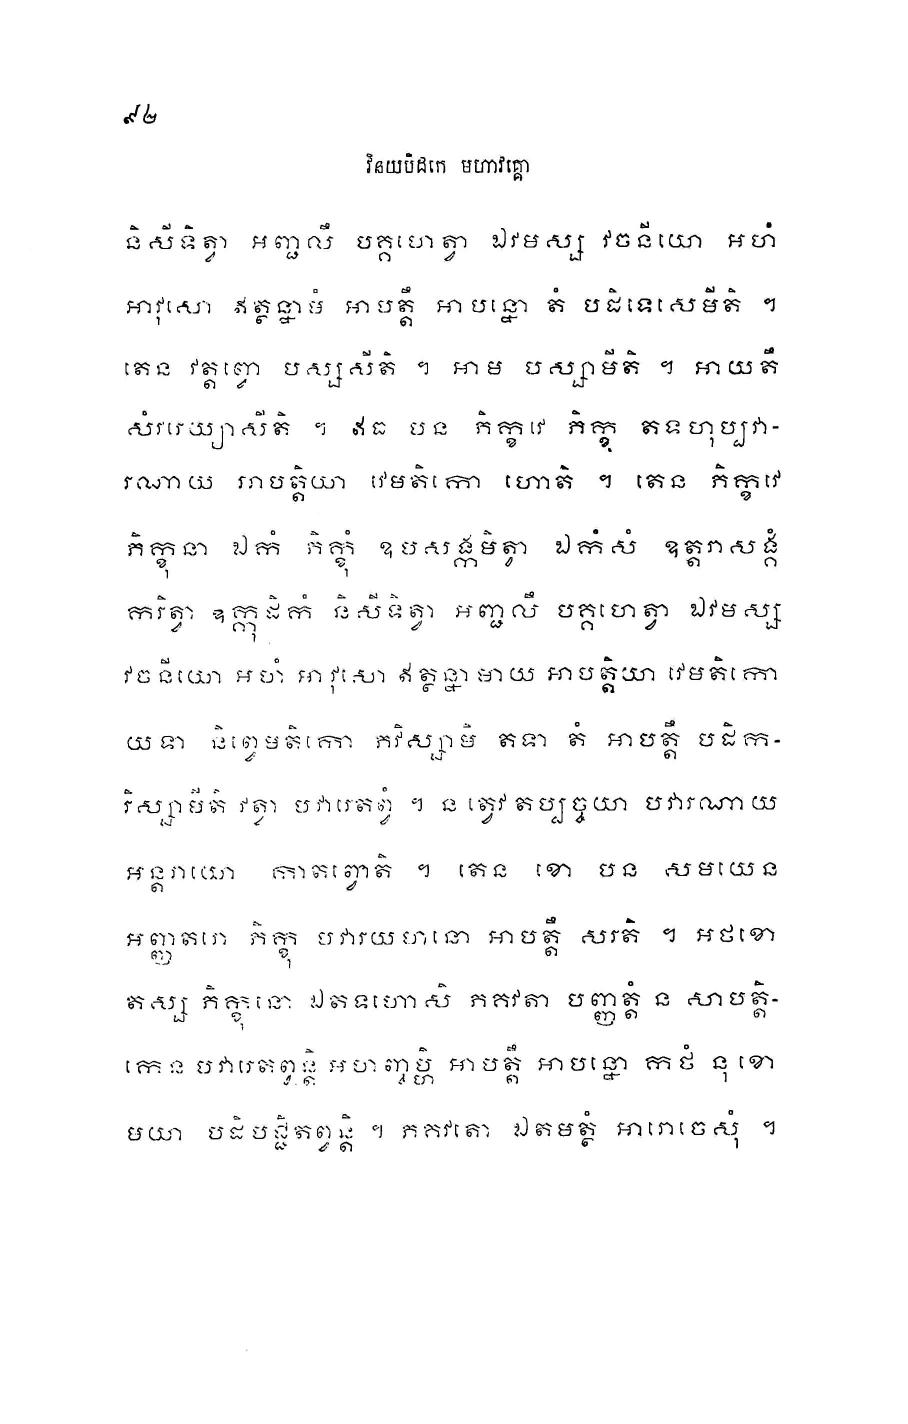 ៩២
វិនយបិដកេ មហាវគ្គោ
និសីទិត្វា អញ្ជលឹ បគ្គហេត្វា ឯវមស្ស វចនីយោ អហំ
អាវុសោ ឥត្ថន្នាមំ អាបត្តឹ អាបន្នោ តំ បដិទេសេមីតិ ។
តេន វត្តព្វោ បស្សសីតិ ។ អាម បស្សាមីតិ ។ អាយតឹ
សំវរេយ្យាសីតិ ។ ឥធ បន ភិក្ខវេ ភិក្ខុ តទហុប្បវា-
រណាយ អាបត្តិយា វេមតិកោ ហោតិ ។ តេន ភិក្ខវេ
ភិក្ខុនា ឯកំ ភិក្ខុំ ឧបសង្កមិត្វា ឯកំសំ ឧត្តរាសង្គំ
ករិត្វា ឧក្កុដិកំ និសីទិត្វា អញ្ជលឹ បគ្គហេត្វា ឯវមស្ស
វចនីយោ អហំ អាវុសោ ឥត្ថន្នាមាយ អាបត្តិយា វេមតិកោ
យទា និព្វេមតិកោ ភវិស្សាមិ តទា តំ អាបត្តឹ បដិក-
រិស្សាមីតិ វត្វា បវារេតព្វំ ។ ន ត្វេវ តប្បច្ចយា បវារណាយ
អន្តរាយោ កាតព្វោតិ ។ តេន ខោ បន សមយេន
អញ្ញតរោ ភិក្ខុ បវារយមានោ អាបត្តឹ សរតិ ។ អថខោ
តស្ស ភិក្ខុនោ ឯតទហោសិ ភគវតា បញ្ញត្តំ ន សាបត្តិ-
កេន បវារេតព្វន្តិ អហញ្ចម្ហិ អាបត្តឹ អាបន្នោ កថំ នុ ខោ
មយា បដិបជ្ជិតព្វន្តិ ។ ភគវតោ ឯតមត្ថំ អារោចេសុំ ។